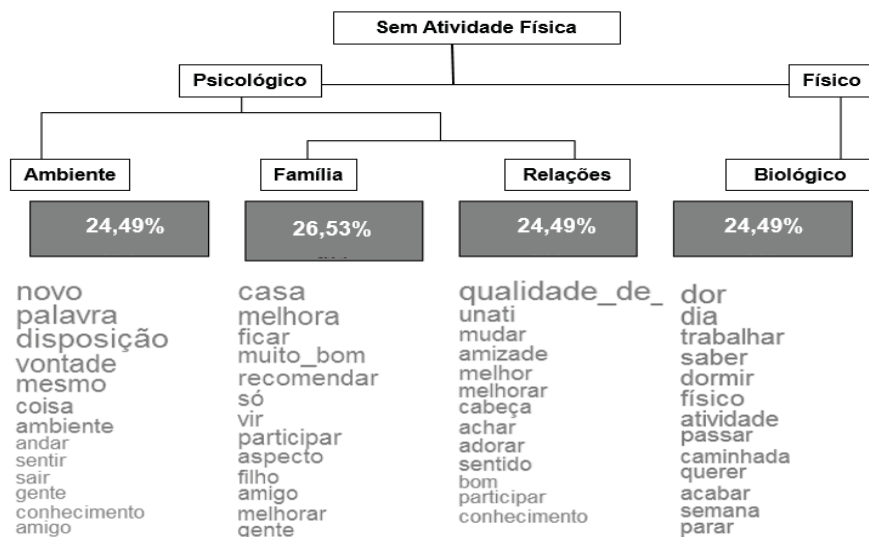 Sem Atividade Física
Psicológico
Físico
Ambiente
Família
Relações
Biológico
24,49%
26,53%
24,49%
24,49%
novo
palavra
disposição
vontade
mesmo
coisa
ambiente
andar
sentir
sair
gente
conhecimento
amigo
casa
melhora
ficar
muito_bom
recomendar
só
vir
participar
aspecto
filho
amigo
melhorar
gente
qualidade_de_
unati
mudar
amizade
melhor
melhorar
cabeça
achar
adorar
sentido
bom
participar
conhecimento
dor
dia
trabalhar
saber
dormir
físico
atividade
passar
caminhada
querer
acabar
semana
parar